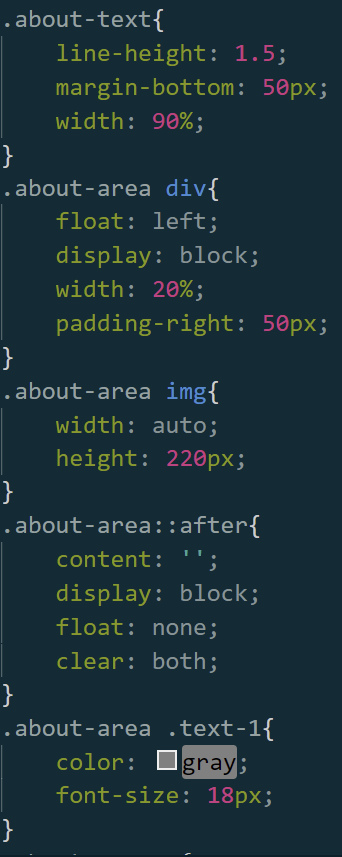 .about-text{
    line-height: 1.5;
    margin-bottom: 50px;
    width: 90%;
}
.about-area div{
    float: left;
    display: block;
    width: 20%;
    padding-right: 50px;
}
.about-area img{
    width: auto;
    height: 220px;
}
.about-area::after{
    content: '';
    display: block;
    float: none;
    clear: both;
}
.about-area .text-1{
    color: gray;
    font-size: 18px;
}